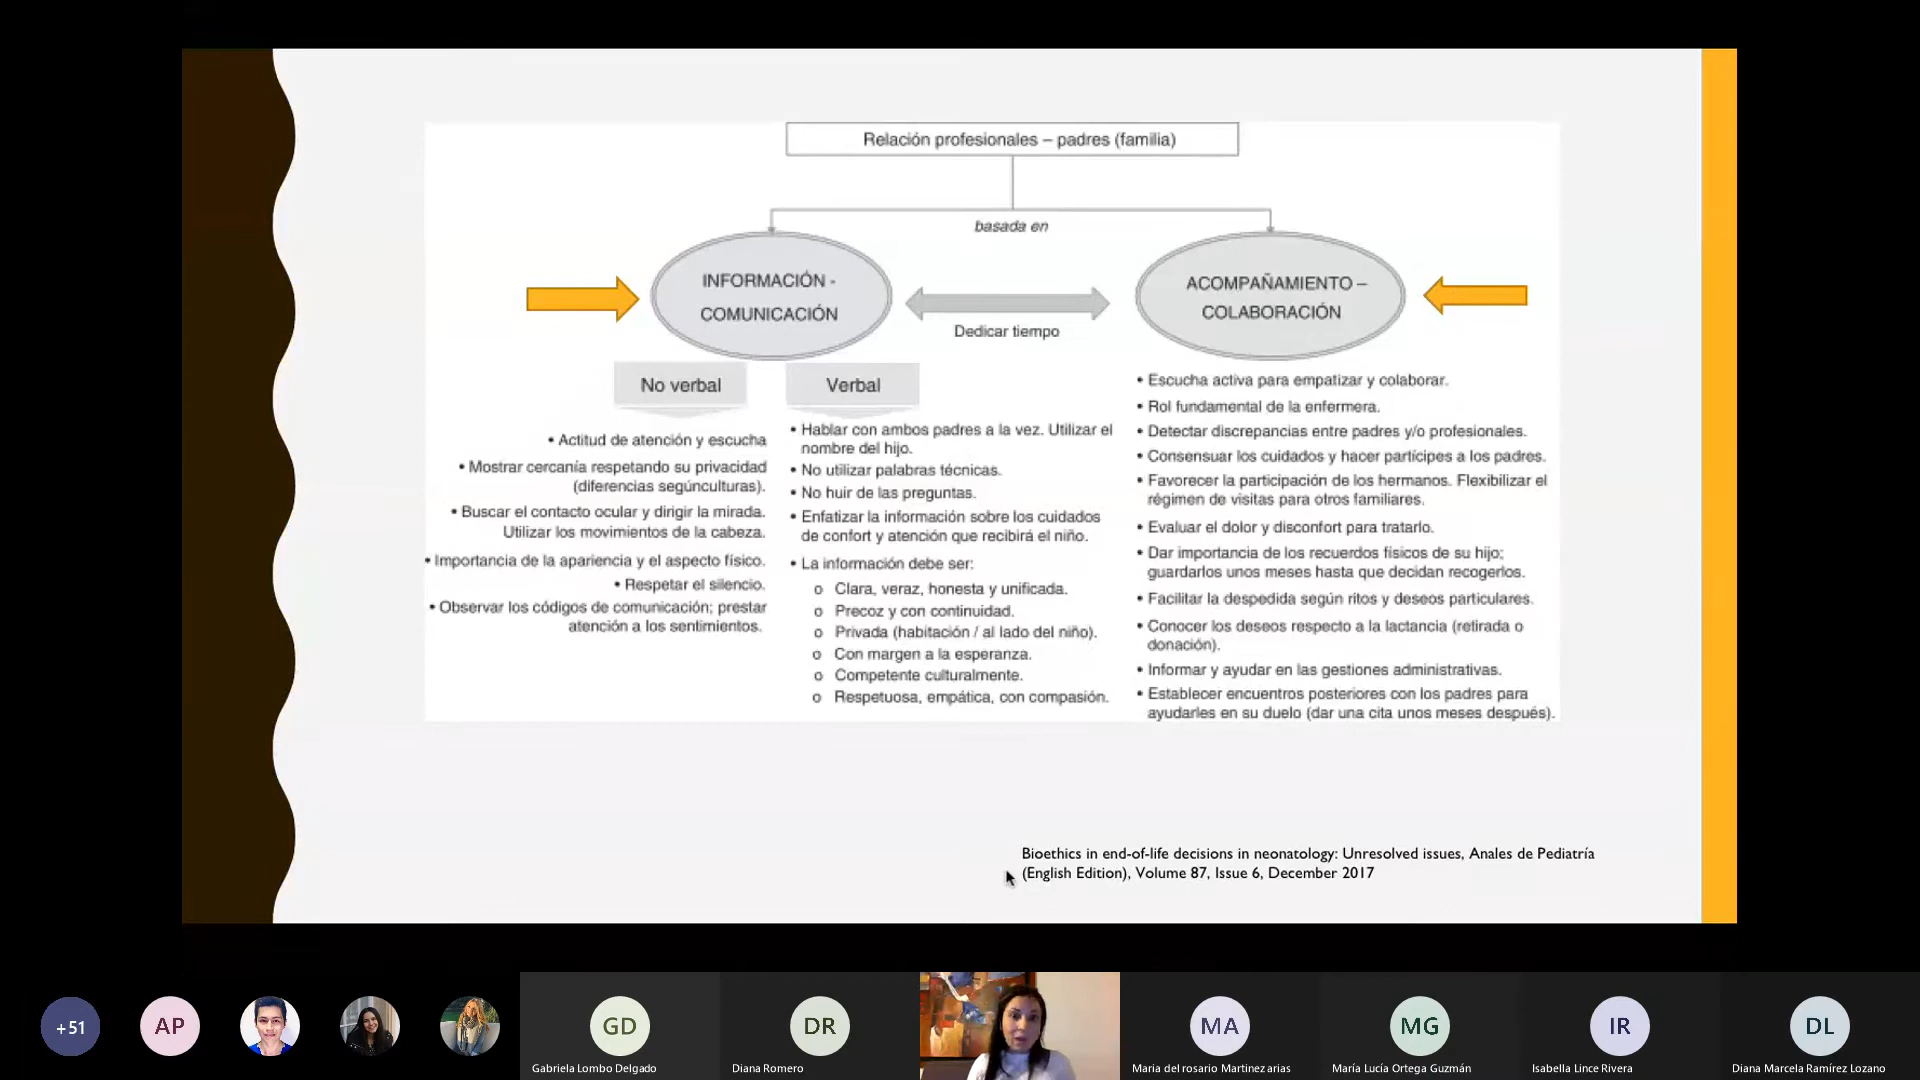 Relación profesionales – padres (familia)
basada en
INFORMACIÓN -
COMUNICACIÓN
Dedicar tiempo
ACOMPAÑAMIENTO –
COLABORACIÓN
No verbal
• Actitud de atención y escucha
• Mostrar cercanía respetando su privacidad
(diferencias segúnculturas).
• Buscar el contacto ocular y dirigir la mirada.
Utilizar los movimientos de la cabeza.
• Importancia de la apariencia y el aspecto físico.
• Respetar el silencio.
• Observar los códigos de comunicación; prestar
atención a los sentimientos.
Verbal
• Hablar con ambos padres a la vez. Utilizar el
nombre del hijo.
• No utilizar palabras técnicas.
• No huir de las preguntas.
• Enfatizar la información sobre los cuidados
de confort y atención que recibirá el niño.
• La información debe ser:
o Clara, veraz, honesta y unificada.
o Precoz y con continuidad.
o Privada (habitación / al lado del niño).
o Con margen a la esperanza.
o Competente culturalmente.
o Respetuosa, empática, con compasión.
• Escucha activa para empatizar y colaborar.
• Rol fundamental de la enfermera.
• Detectar discrepancias entre padres y/o profesionales.
• Consensuar los cuidados y hacer partícipes a los padres.
• Favorecer la participación de los hermanos. Flexibilizar el
régimen de visitas para otros familiares.
• Evaluar el dolor y disconfort para tratarlo.
• Dar importancia de los recuerdos físicos de su hijo;
guardarlos unos meses hasta que decidan recogerlos.
• Facilitar la despedida según ritos y deseos particulares.
• Conocer los deseos respecto a la lactancia (retirada o
donación).
• Informar y ayudar en las gestiones administrativas.
• Establecer encuentros posteriores con los padres para
ayudarles en su duelo (dar una cita unos meses después).
Bioethics in end-of-life decisions in neonatology: Unresolved issues, Anales de Pediatría
(English Edition), Volume 87, Issue 6, December 2017
+51
AP
GD
Gabriela Lombo Delgado
DR
Diana Romero
MA
Maria del rosario Martinez arias
MG
María Lucía Ortega Guzmán
IR
Isabella Lince Rivera
DL
Diana Marcela Ramírez Lozano